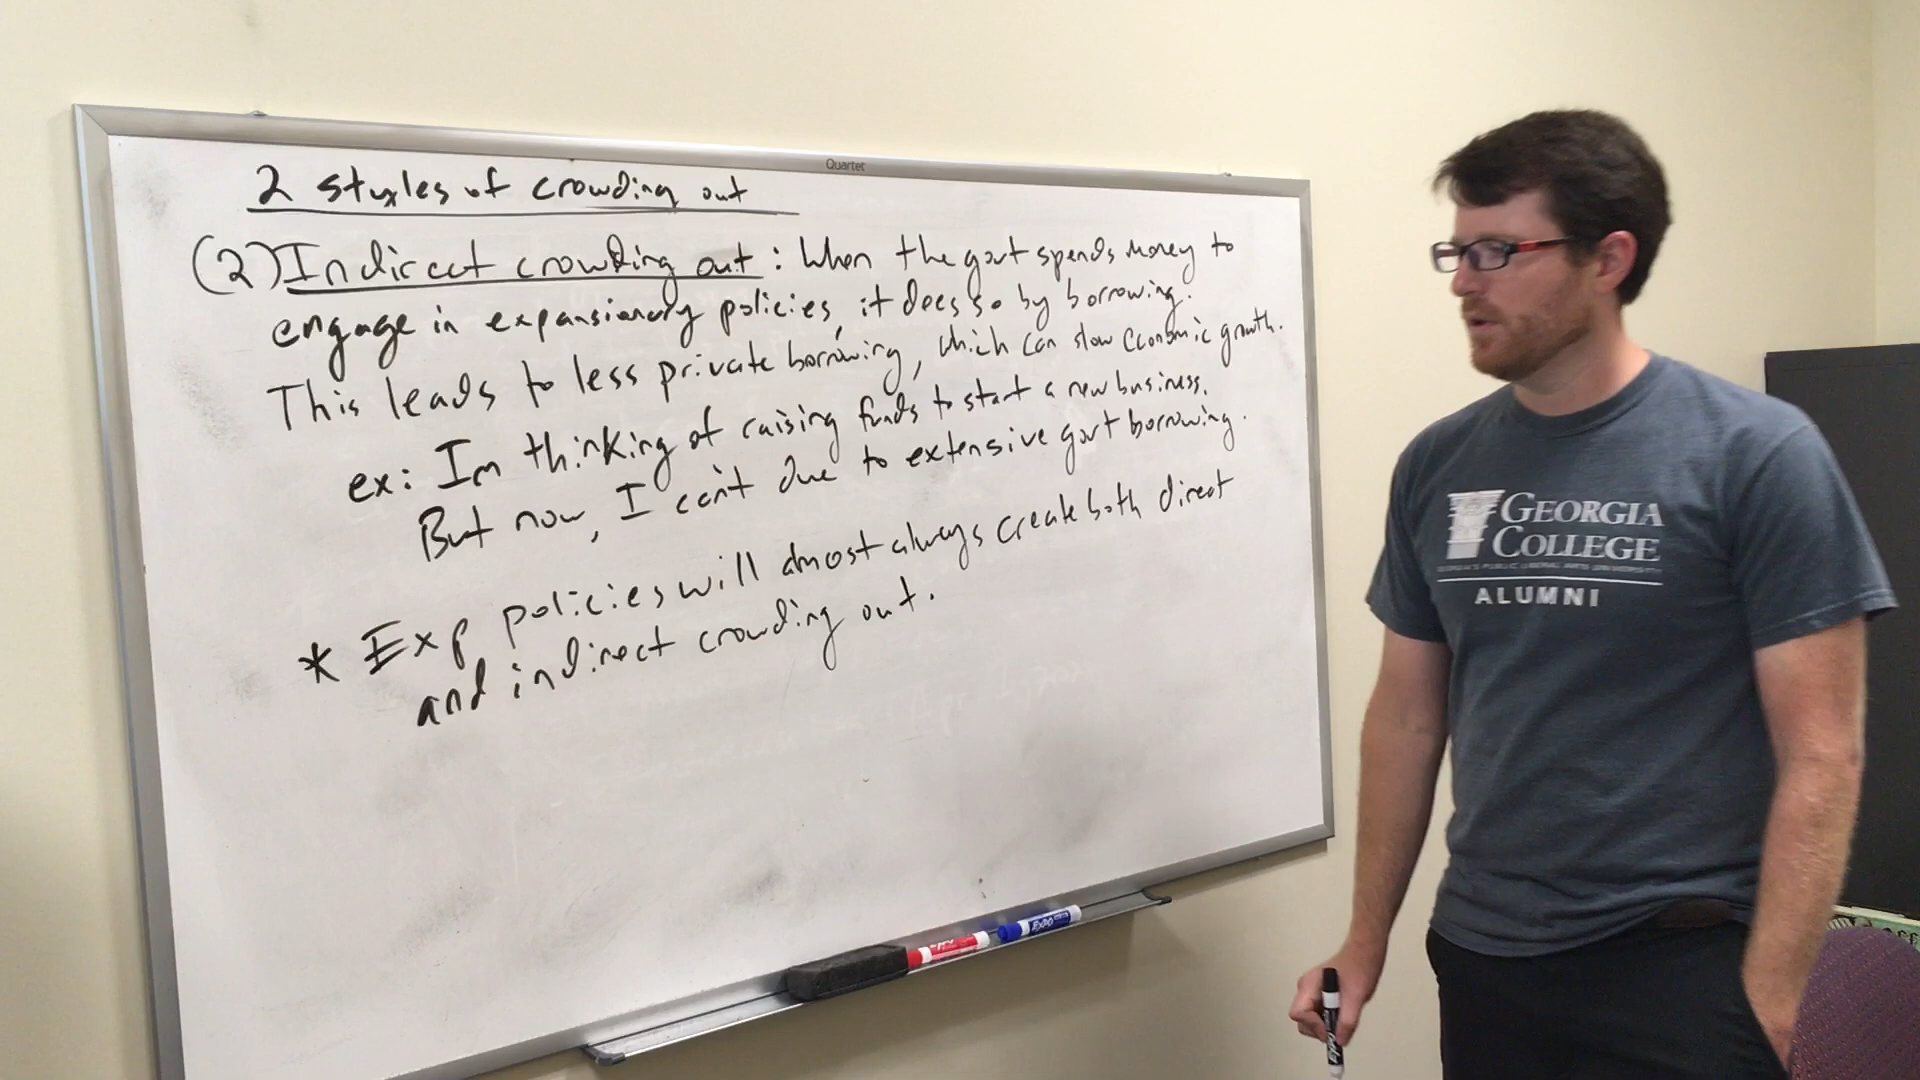 Quartet
2 styles of crowding out
(2) Indirect crowding out: When the govt spends money to
engage in expansionary policies, it does so by borrowing.
This leads to less private borrowing, which can slow economic growth.
ex: Im thinking of raising funds to start a new business.
But now, I can't due to extensive govt borrowing.
* Exp policies will almost always create both direct
and indirect crowding out.
GEORGIA
COLLEGE
ALUMNI
EXPO
EXPO